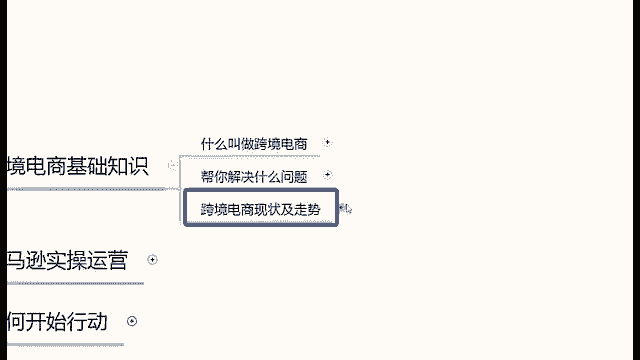 什么叫做跨境电商
境电商基础知识
帮你解决什么问题
跨境电商现状及走势
马逊实操运营
何开始行动